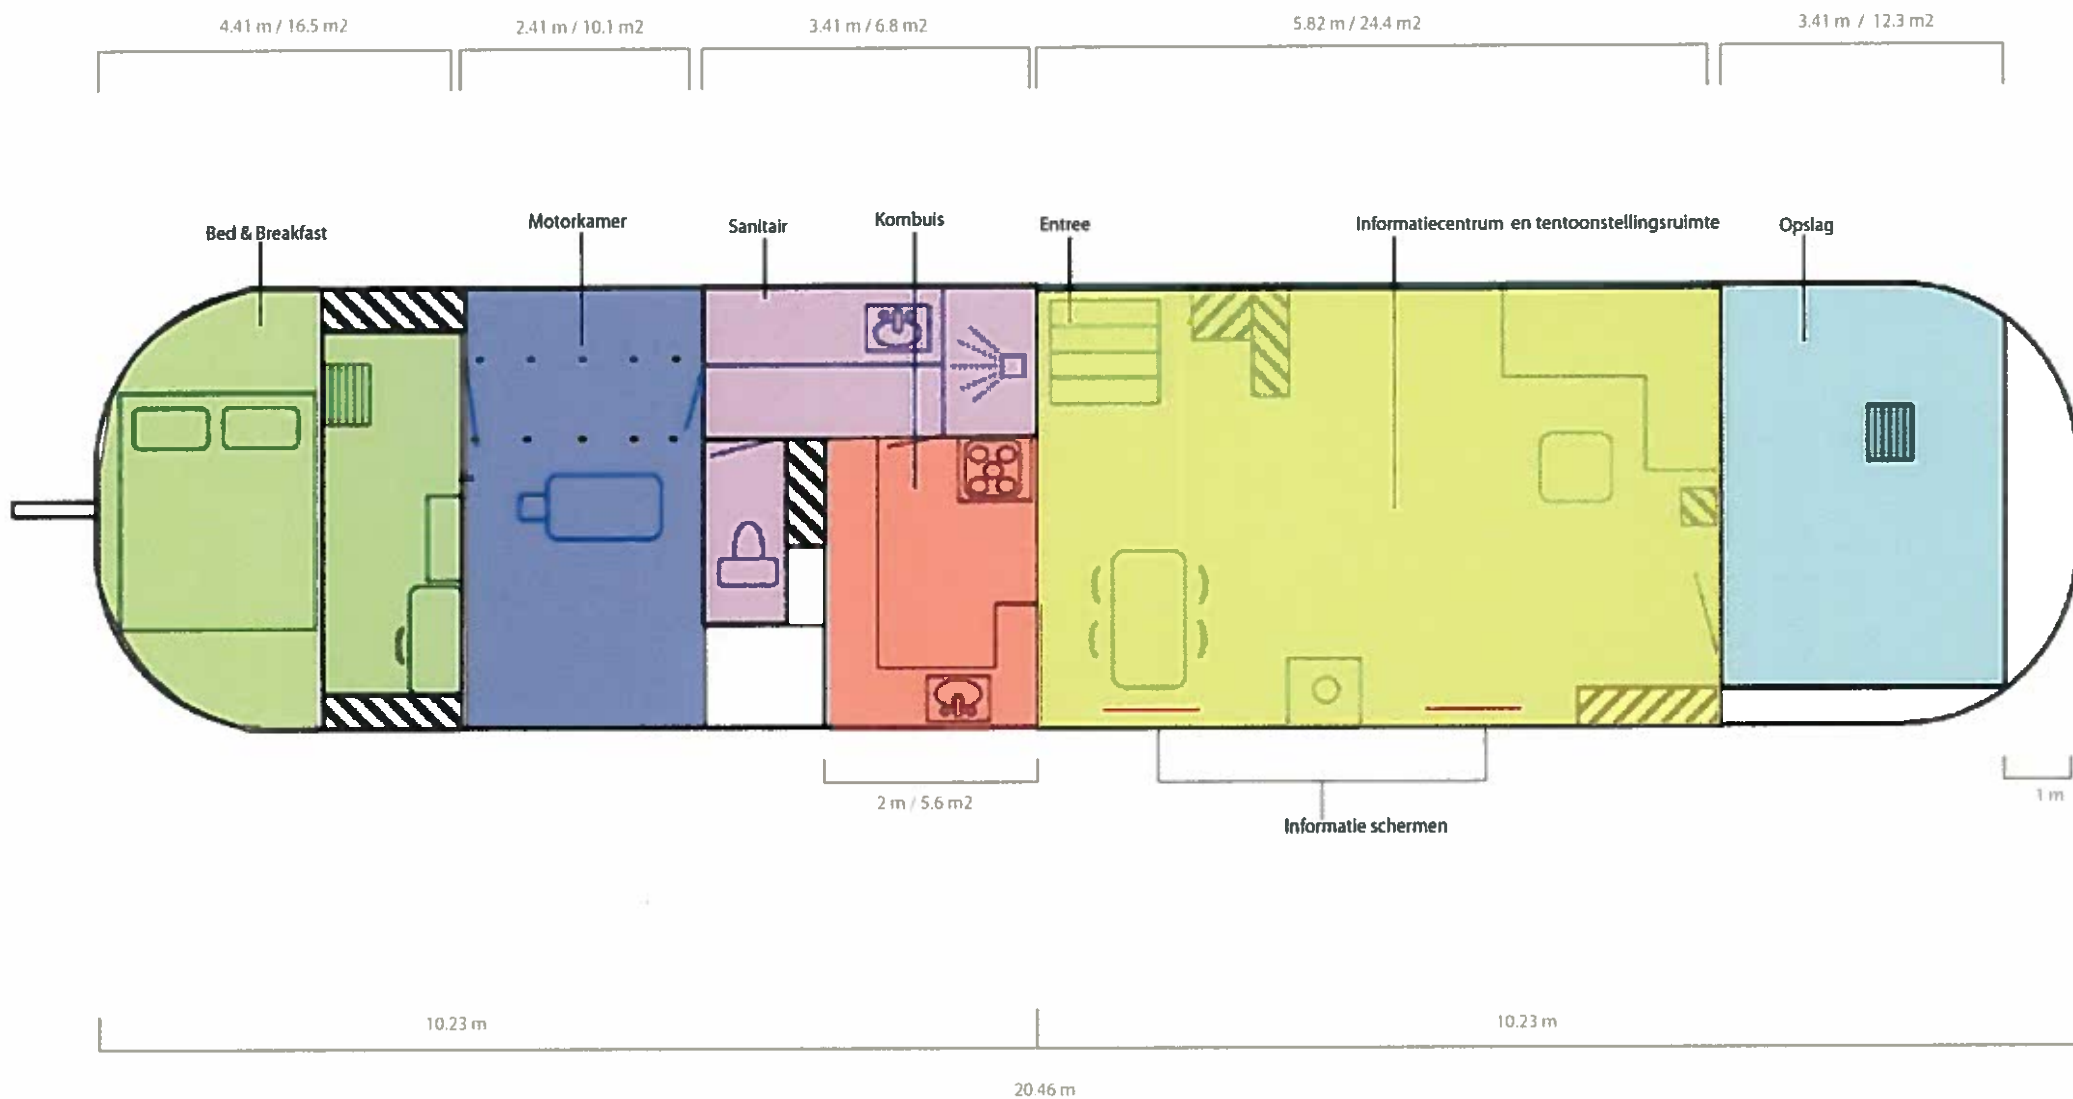 4.41 m / 16.5 m2
2.41 m / 10.1 m2
3.41 m / 6.8 m2
5.82 m / 24.4 m2
3.41 m / 12.3 m2
Bed & Breakfast
Motorkamer
Sanitair
Kombuis
Entree
Informatiecentrum en tentoonstellingsruimte
Opslag
2 m / 5.6 m2
1 m
Informatie schermen
10.23 m
10.23 m
20.46 m